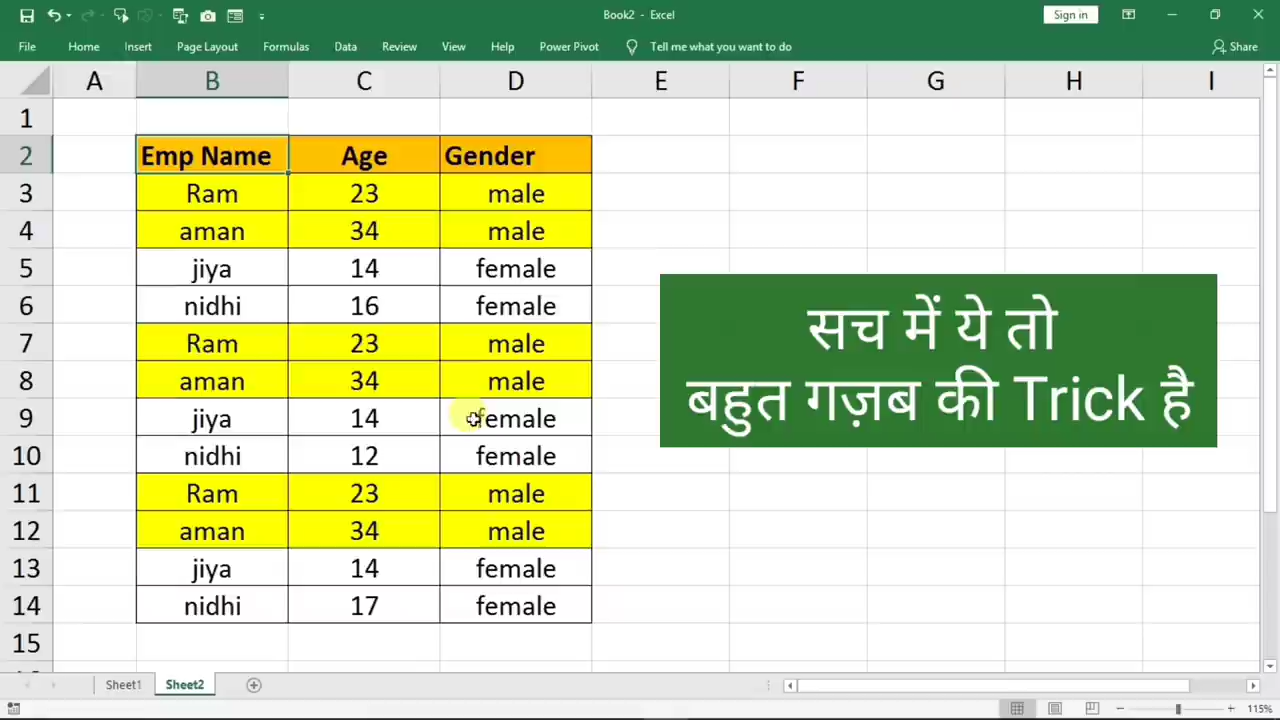 Book2 - Excel
Sign in
File Home Insert Page Layout Formulas Data Review View Help Power Pivot Tell me what you want to do Share
A B C D E F G H I
1
2 Emp Name Age Gender
3 Ram 23 male
4 aman 34 male
5 jiya 14 female
6 nidhi 16 female
7 Ram 23 male
8 aman 34 male
9 jiya 14 female
10 nidhi 12 female
11 Ram 23 male
12 aman 34 male
13 jiya 14 female
14 nidhi 17 female
15
सच में ये तो
बहुत गज़ब की Trick है
Sheet1 Sheet2
115%